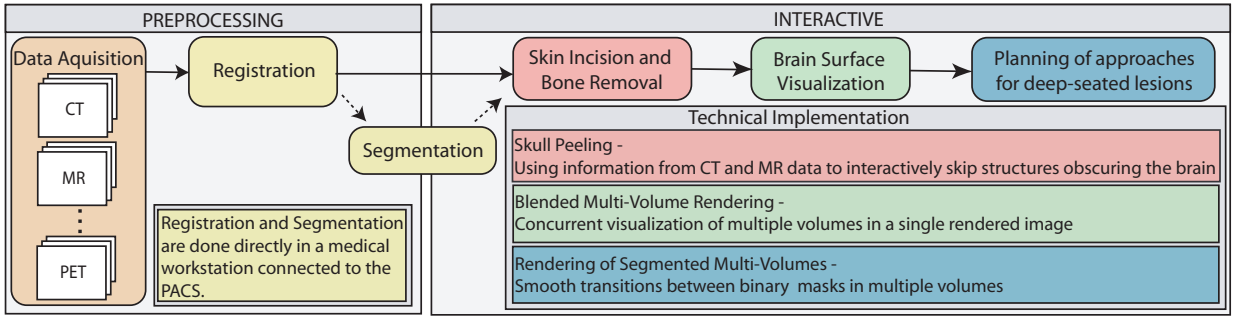 PREPROCESSING
Data Aquisition
CT
MR
PET
Registration
Segmentation
Registration and Segmentation
are done directly in a medical
workstation connected to the
PACS.
INTERACTIVE
Skin Incision and
Bone Removal
Brain Surface
Visualization
Planning of approaches
for deep-seated lesions
Technical Implementation
Skull Peeling -
Using information from CT and MR data to interactively skip structures obscuring the brain
Blended Multi-Volume Rendering -
Concurrent visualization of multiple volumes in a single rendered image
Rendering of Segmented Multi-Volumes -
Smooth transitions between binary masks in multiple volumes